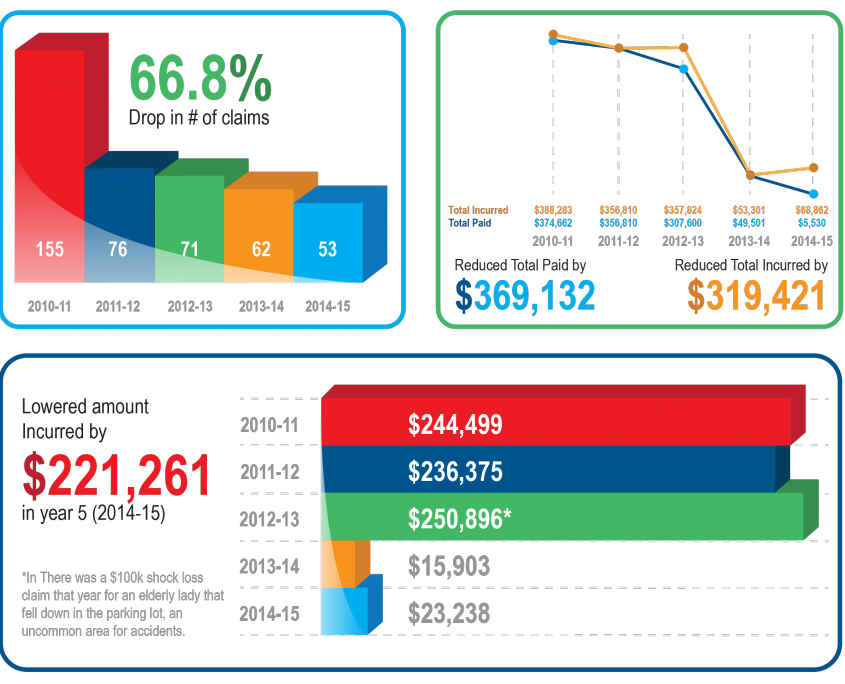 66.8%
Drop in # of claims
155
76
71
62
53
2010-11
2011-12
2012-13
2013-14
2014-15
Total Incurred $388,283 $356,810 $357,824 $53,301 $68,862
Total Paid $374,662 $356,810 $307,600 $49,501 $5,530
2010-11 2011-12 2012-13 2013-14 2014-15
Reduced Total Paid by
$369,132
Reduced Total Incurred by
$319,421
Lowered amount
Incurred by
$221,261
in year 5 (2014-15)
*In There was a $100k shock loss
claim that year for an elderly lady that
fell down in the parking lot, an
uncommon area for accidents.
2010-11 $244,499
2011-12 $236,375
2012-13 $250,896*
2013-14 $15,903
2014-15 $23,238